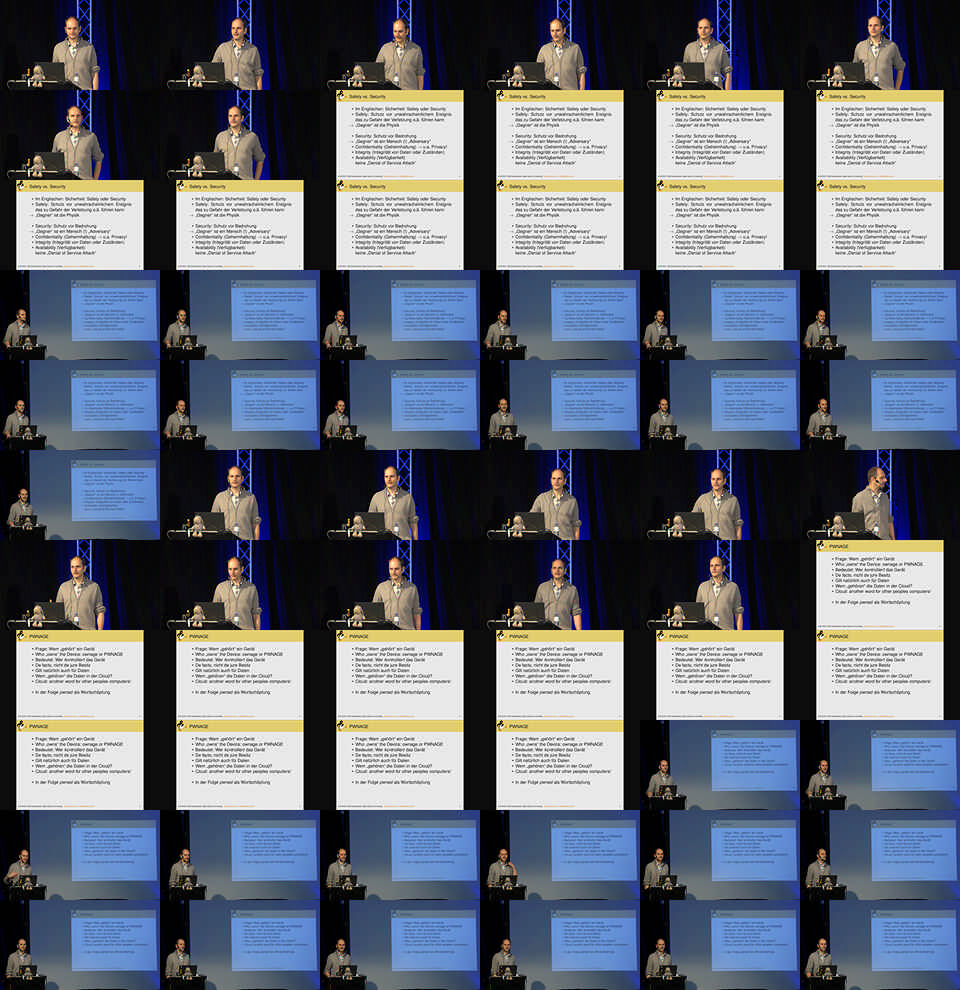 Safety vs. Security
• Im Englischen: Sicherheit: Safety oder Security
• Safety: Schutz vor unwahrscheinlichem Ereignis
das zu Gefahr der Verletzung o.ä. führen kann
→ „Gegner" ist die Physik
• Security: Schutz vor Bedrohung
→ „Gegner" ist ein Mensch (!) „Adversary"
• Confidentiality (Geheimhaltung) → u.a. Privacy!
• Integrity (Integrität von Daten oder Zuständen)
• Availability (Verfügbarkeit):
keine „Denial of Service Attack"
PWNAGE
• Frage: Wem „gehört" ein Gerät
• Who „owns" the Device: ownage or PWNAGE
• Bedeutet: Wer kontrolliert das Gerät
• De facto, nicht de jure Besitz
• Gilt natürlich auch für Daten
• Wem „gehören" die Daten in der Cloud?
• Cloud: another word for other peoples computers!
• In der Folge pwned als Wortschöpfung